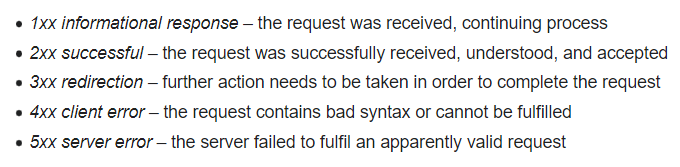 • 1xx informational response – the request was received, continuing process
• 2xx successful – the request was successfully received, understood, and accepted
• 3xx redirection – further action needs to be taken in order to complete the request
• 4xx client error – the request contains bad syntax or cannot be fulfilled
• 5xx server error – the server failed to fulfil an apparently valid request